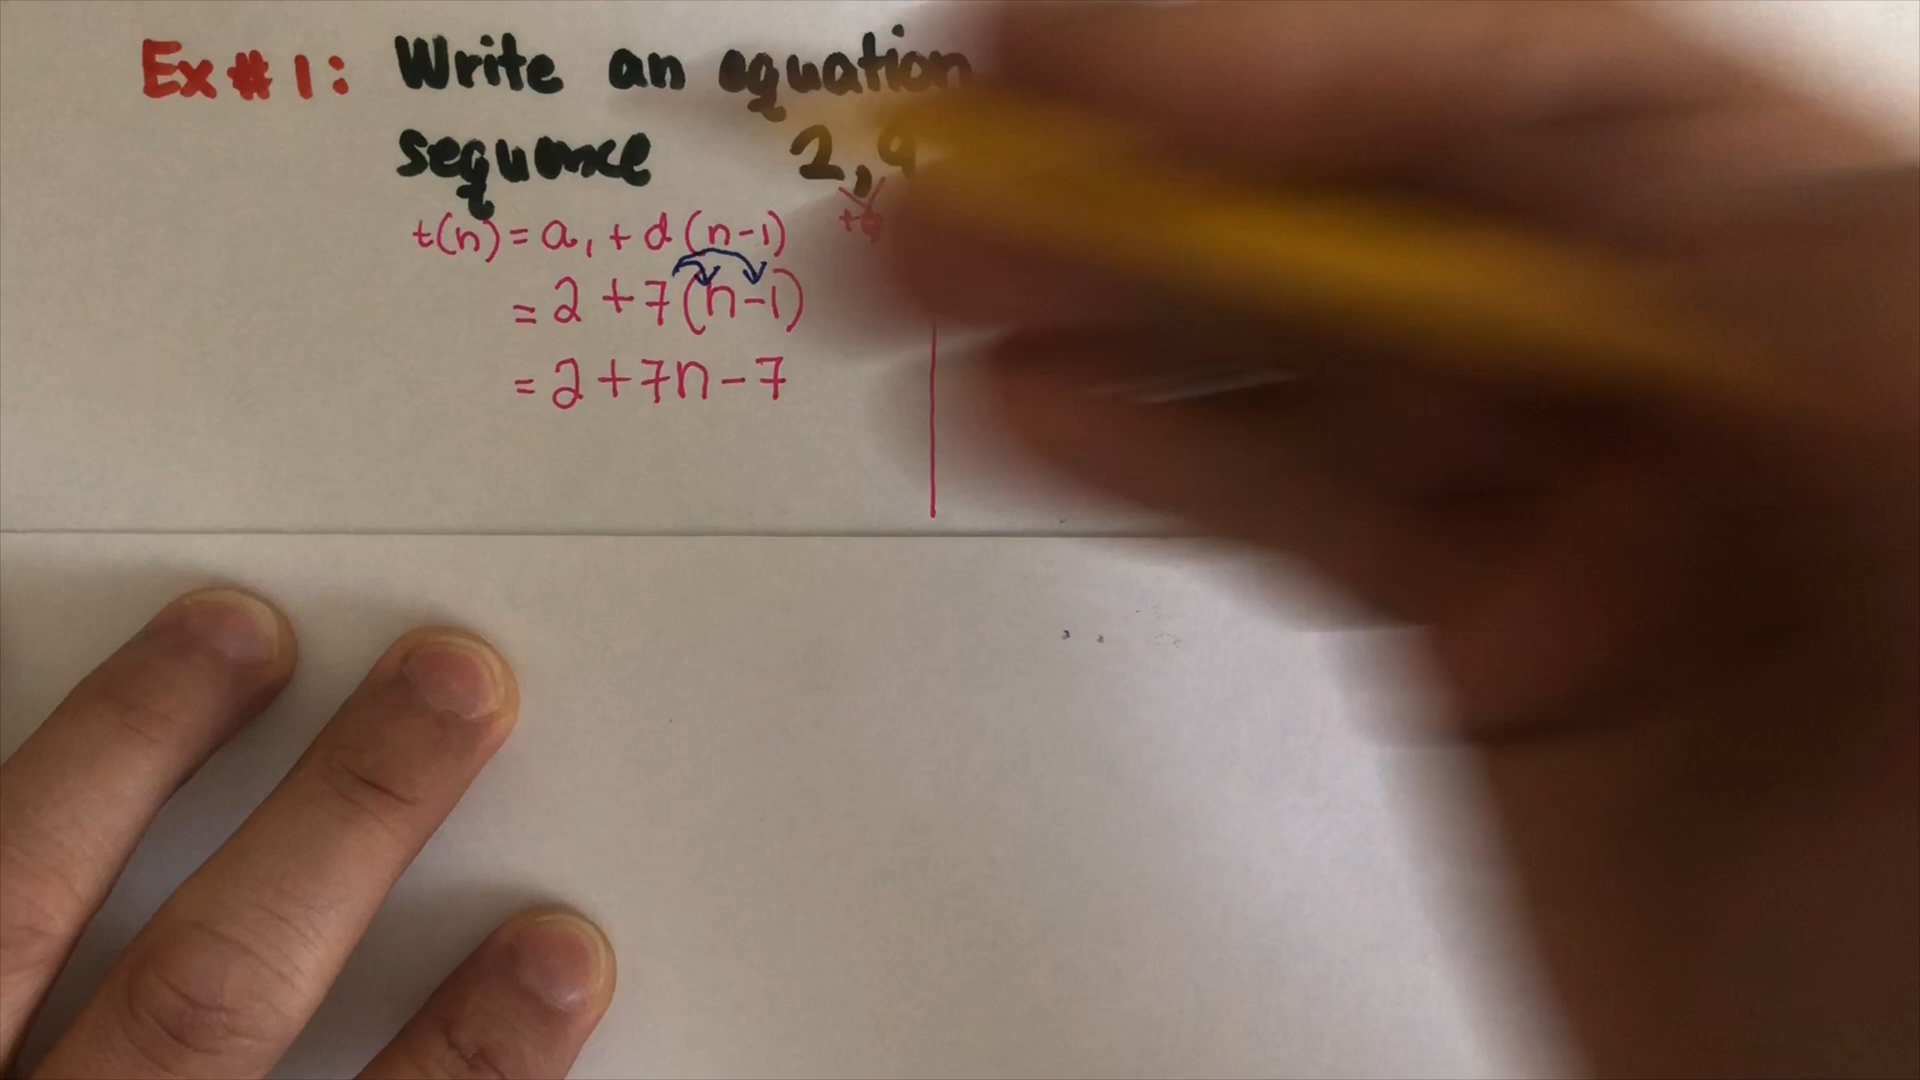 Ex#1: Write an equation
sequence 2, 9
t(n) = a₁ + d(n-1)
= 2 + 7(n-1)
= 2 + 7n - 7